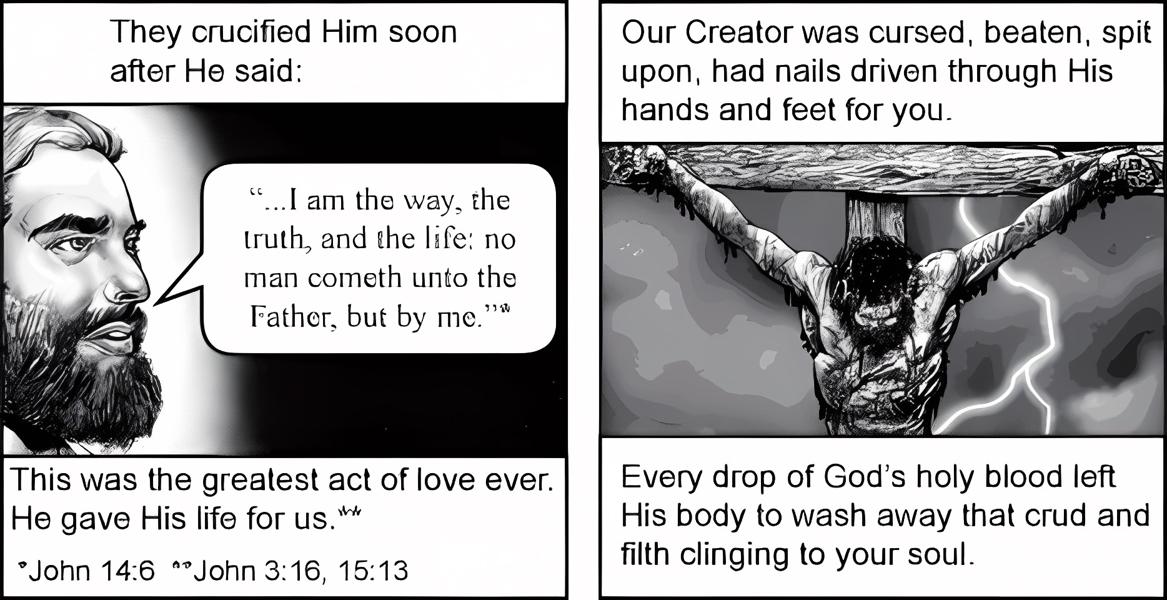 They crucified Him soon
after He said:
“...I am the way, the
truth, and the life: no
man cometh unto the
Father, but by me.”*
This was the greatest act of love ever.
He gave His life for us.**
*John 14:6 **John 3:16, 15:13
Our Creator was cursed, beaten, spit
upon, had nails driven through His
hands and feet for you.
Every drop of God’s holy blood left
His body to wash away that crud and
filth clinging to your soul.